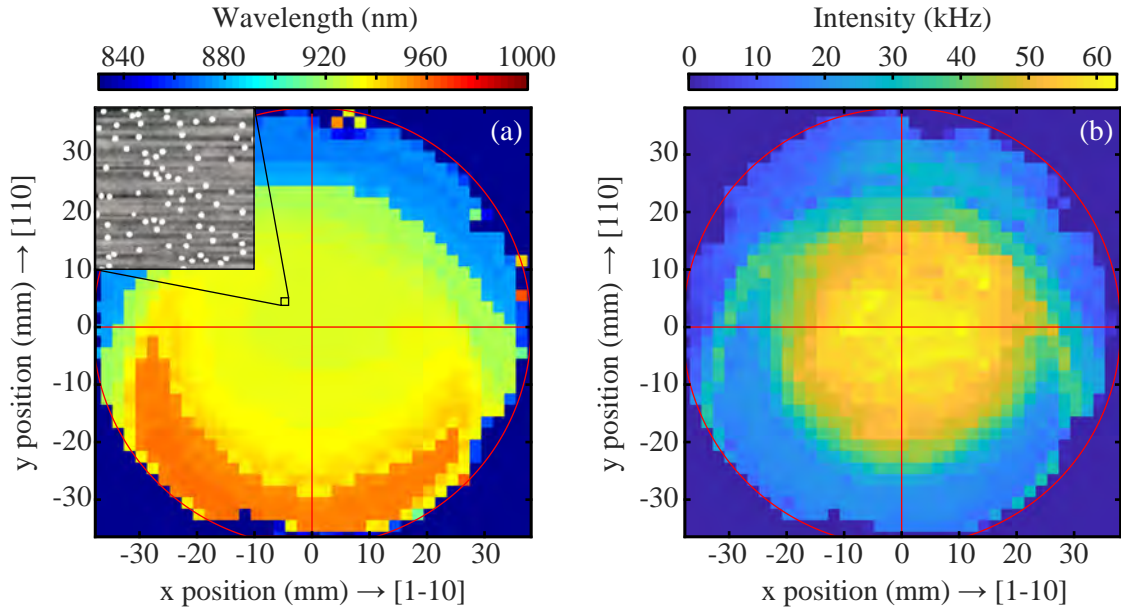 Wavelength (nm)
840 880 920 960 1000
(a)
30
20
10
0
-10
-20
-30
y position (mm) → [110]
-30 -20 -10 0 10 20 30
x position (mm) → [1-10]
Intensity (kHz)
0 10 20 30 40 50 60
(b)
30
20
10
0
-10
-20
-30
y position (mm) → [110]
-30 -20 -10 0 10 20 30
x position (mm) → [1-10]